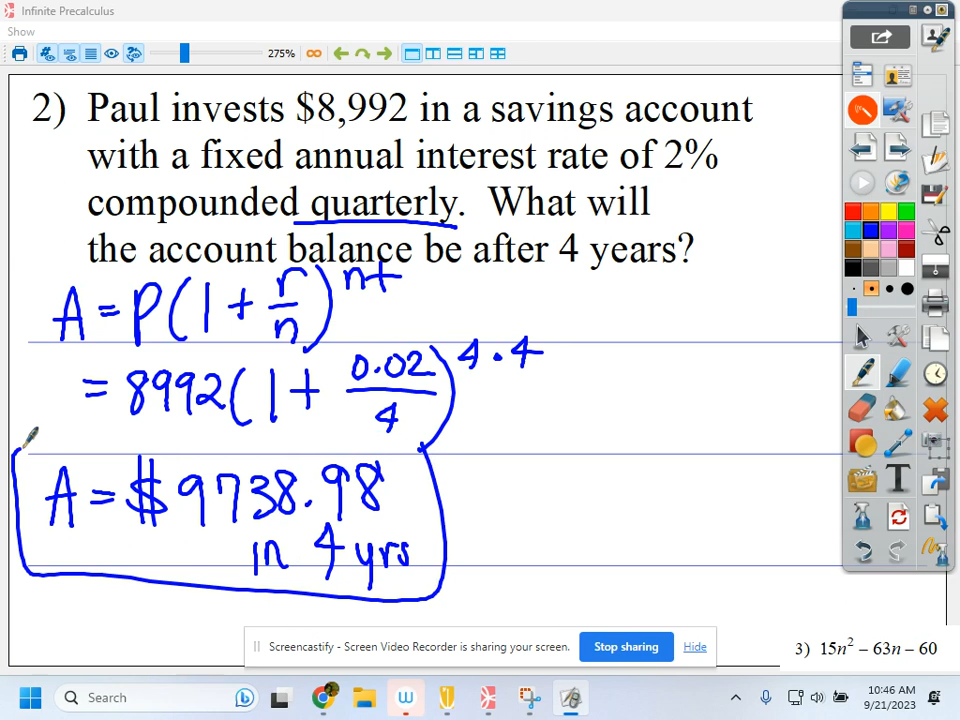 Infinite Precalculus
Show
275%
2) Paul invests $8,992 in a savings account
with a fixed annual interest rate of 2%
compounded quarterly. What will
the account balance be after 4 years?
A = P(1 + r/n)^nt
= 8992(1 + 0.02/4)^4·4
A = $9738.98
in 4 yrs
Screencastify - Screen Video Recorder is sharing your screen.
Stop sharing
Hide
3) 15n² − 63n − 60
Search
10:46 AM
9/21/2023